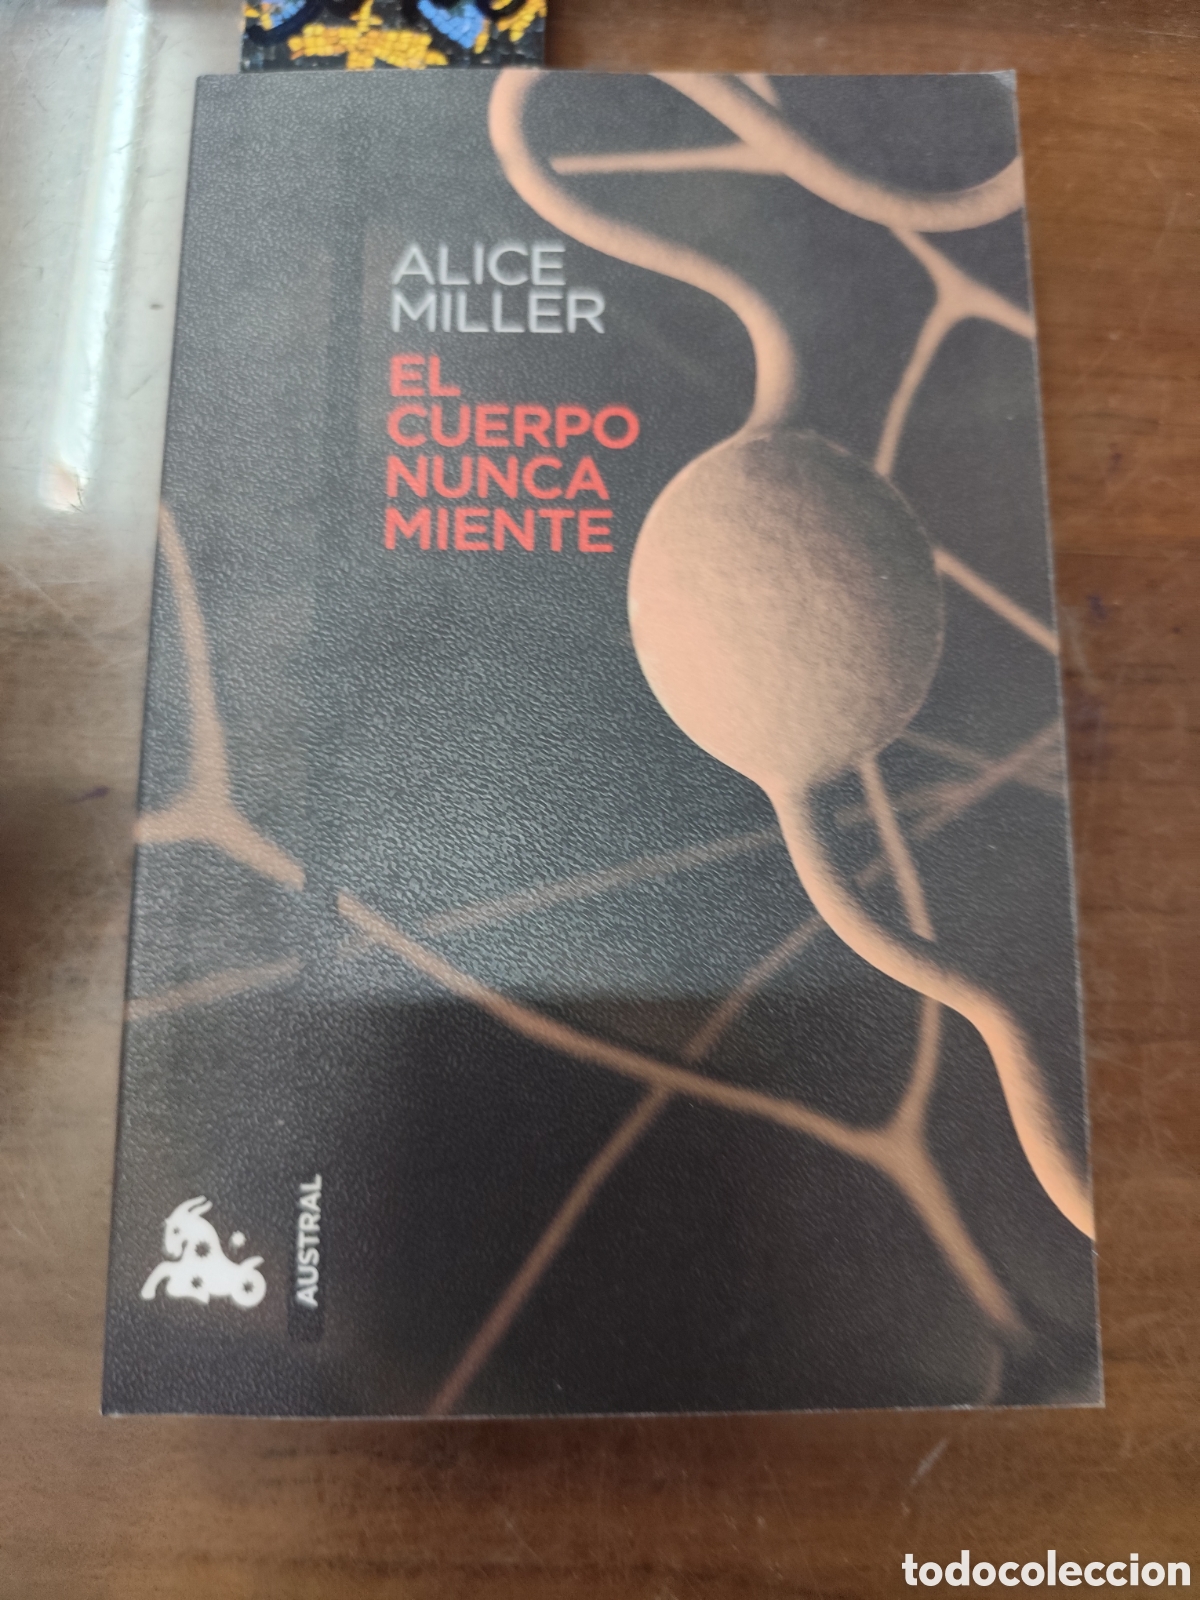 ALICE
MILLER
EL
CUERPO
NUNCA
MIENTE
AUSTRAL
todocoleccion